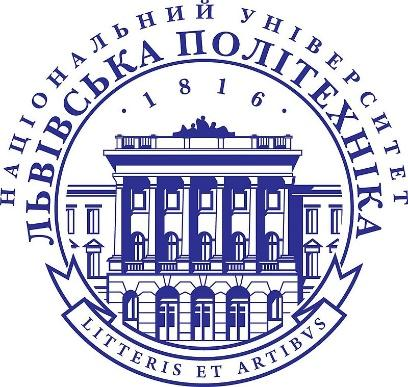 НАЦІОНАЛЬНИЙ УНІВЕРСИТЕТ
ЛЬВІВСЬКА ПОЛІТЕХНІКА
· 1816 ·
LITTERIS ET ARTIBVS